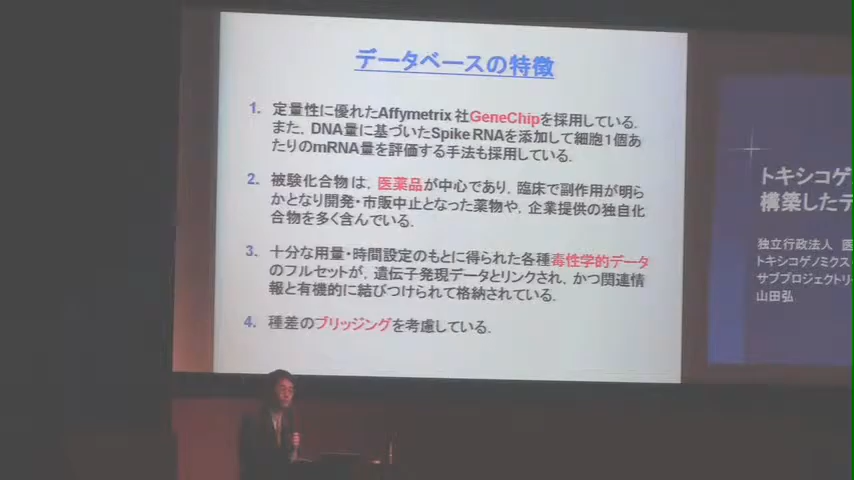 データベースの特徴
1. 定量性に優れたAffymetrix 社GeneChipを採用している.
また, DNA量に基づいたSpike RNAを添加して細胞1個あ
たりのmRNA量を評価する手法も採用している.
2. 被験化合物は, 医薬品が中心であり, 臨床で副作用が明ら
かとなり開発・市販中止となった薬物や, 企業提供の独自化
合物を多く含んでいる.
3. 十分な用量・時間設定のもとに得られた各種毒性学的データ
のフルセットが, 遺伝子発現データとリンクされ, かつ関連情
報と有機的に結びつけられて格納されている.
4. 種差のブリッジングを考慮している.
トキシコゲ
構築したデ
独立行政法人 医
トキシコゲノミクス
サブプロジェクトリー
山田弘